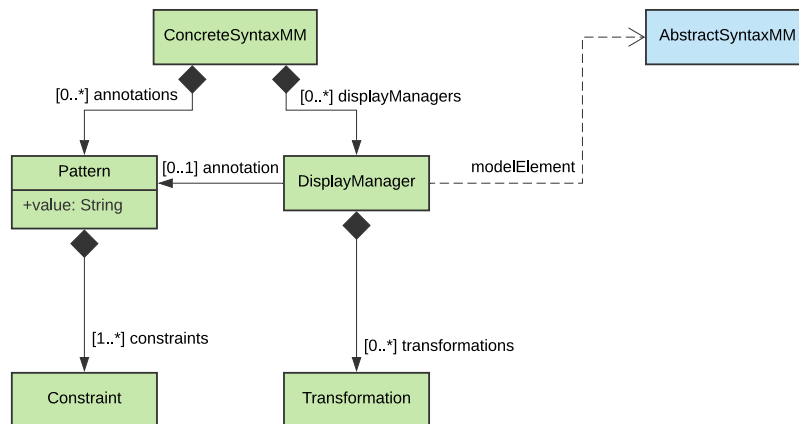 ConcreteSyntaxMM
AbstractSyntaxMM
[0..*] annotations
[0..*] displayManagers
Pattern
+value: String
[0..1] annotation
DisplayManager
modelElement
[1..*] constraints
[0..*] transformations
Constraint
Transformation